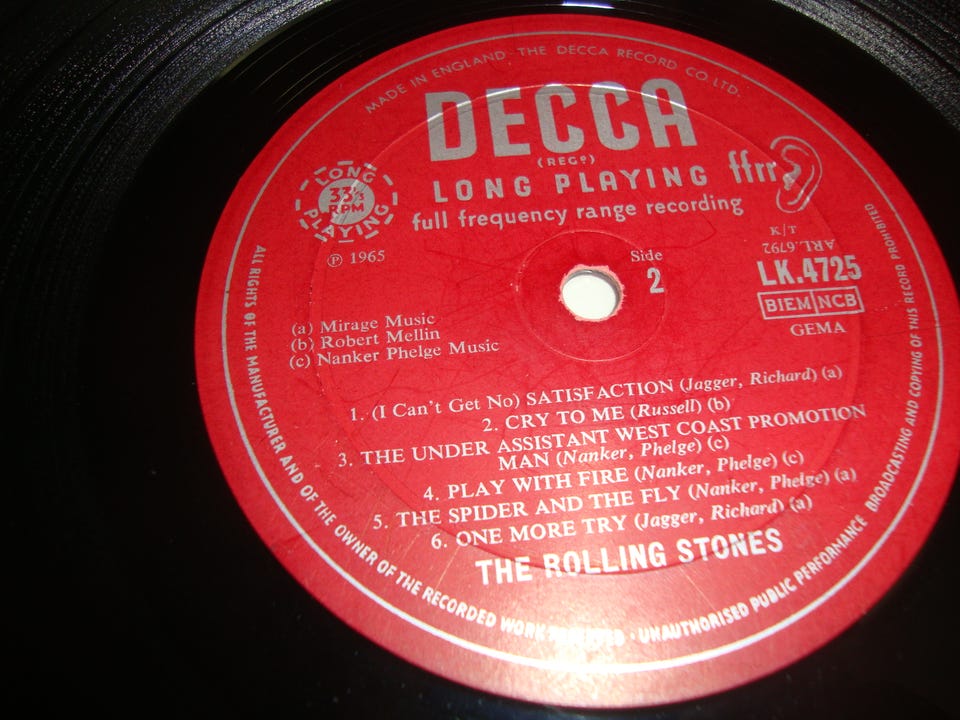 MADE IN ENGLAND, THE DECCA RECORD CO. LTD.
DECCA
(REGD)
LONG PLAYING ffrr
full frequency range recording
LONG
33⅓
RPM
PLAYING
℗ 1965
Side
2
K/T
ARL.6792
LK.4725
BIEM NCB
GEMA
(a) Mirage Music
(b) Robert Mellin
(c) Nanker Phelge Music
1. (I Can't Get No) SATISFACTION (Jagger, Richard) (a)
2. CRY TO ME (Russell) (b)
3. THE UNDER ASSISTANT WEST COAST PROMOTION
MAN (Nanker, Phelge) (c)
4. PLAY WITH FIRE (Nanker, Phelge) (c)
5. THE SPIDER AND THE FLY (Nanker, Phelge) (a)
6. ONE MORE TRY (Jagger, Richard) (a)
THE ROLLING STONES
ALL RIGHTS OF THE MANUFACTURER AND OF THE OWNER OF THE RECORDED WORK RESERVED · UNAUTHORISED PUBLIC PERFORMANCE BROADCASTING AND COPYING OF THIS RECORD PROHIBITED